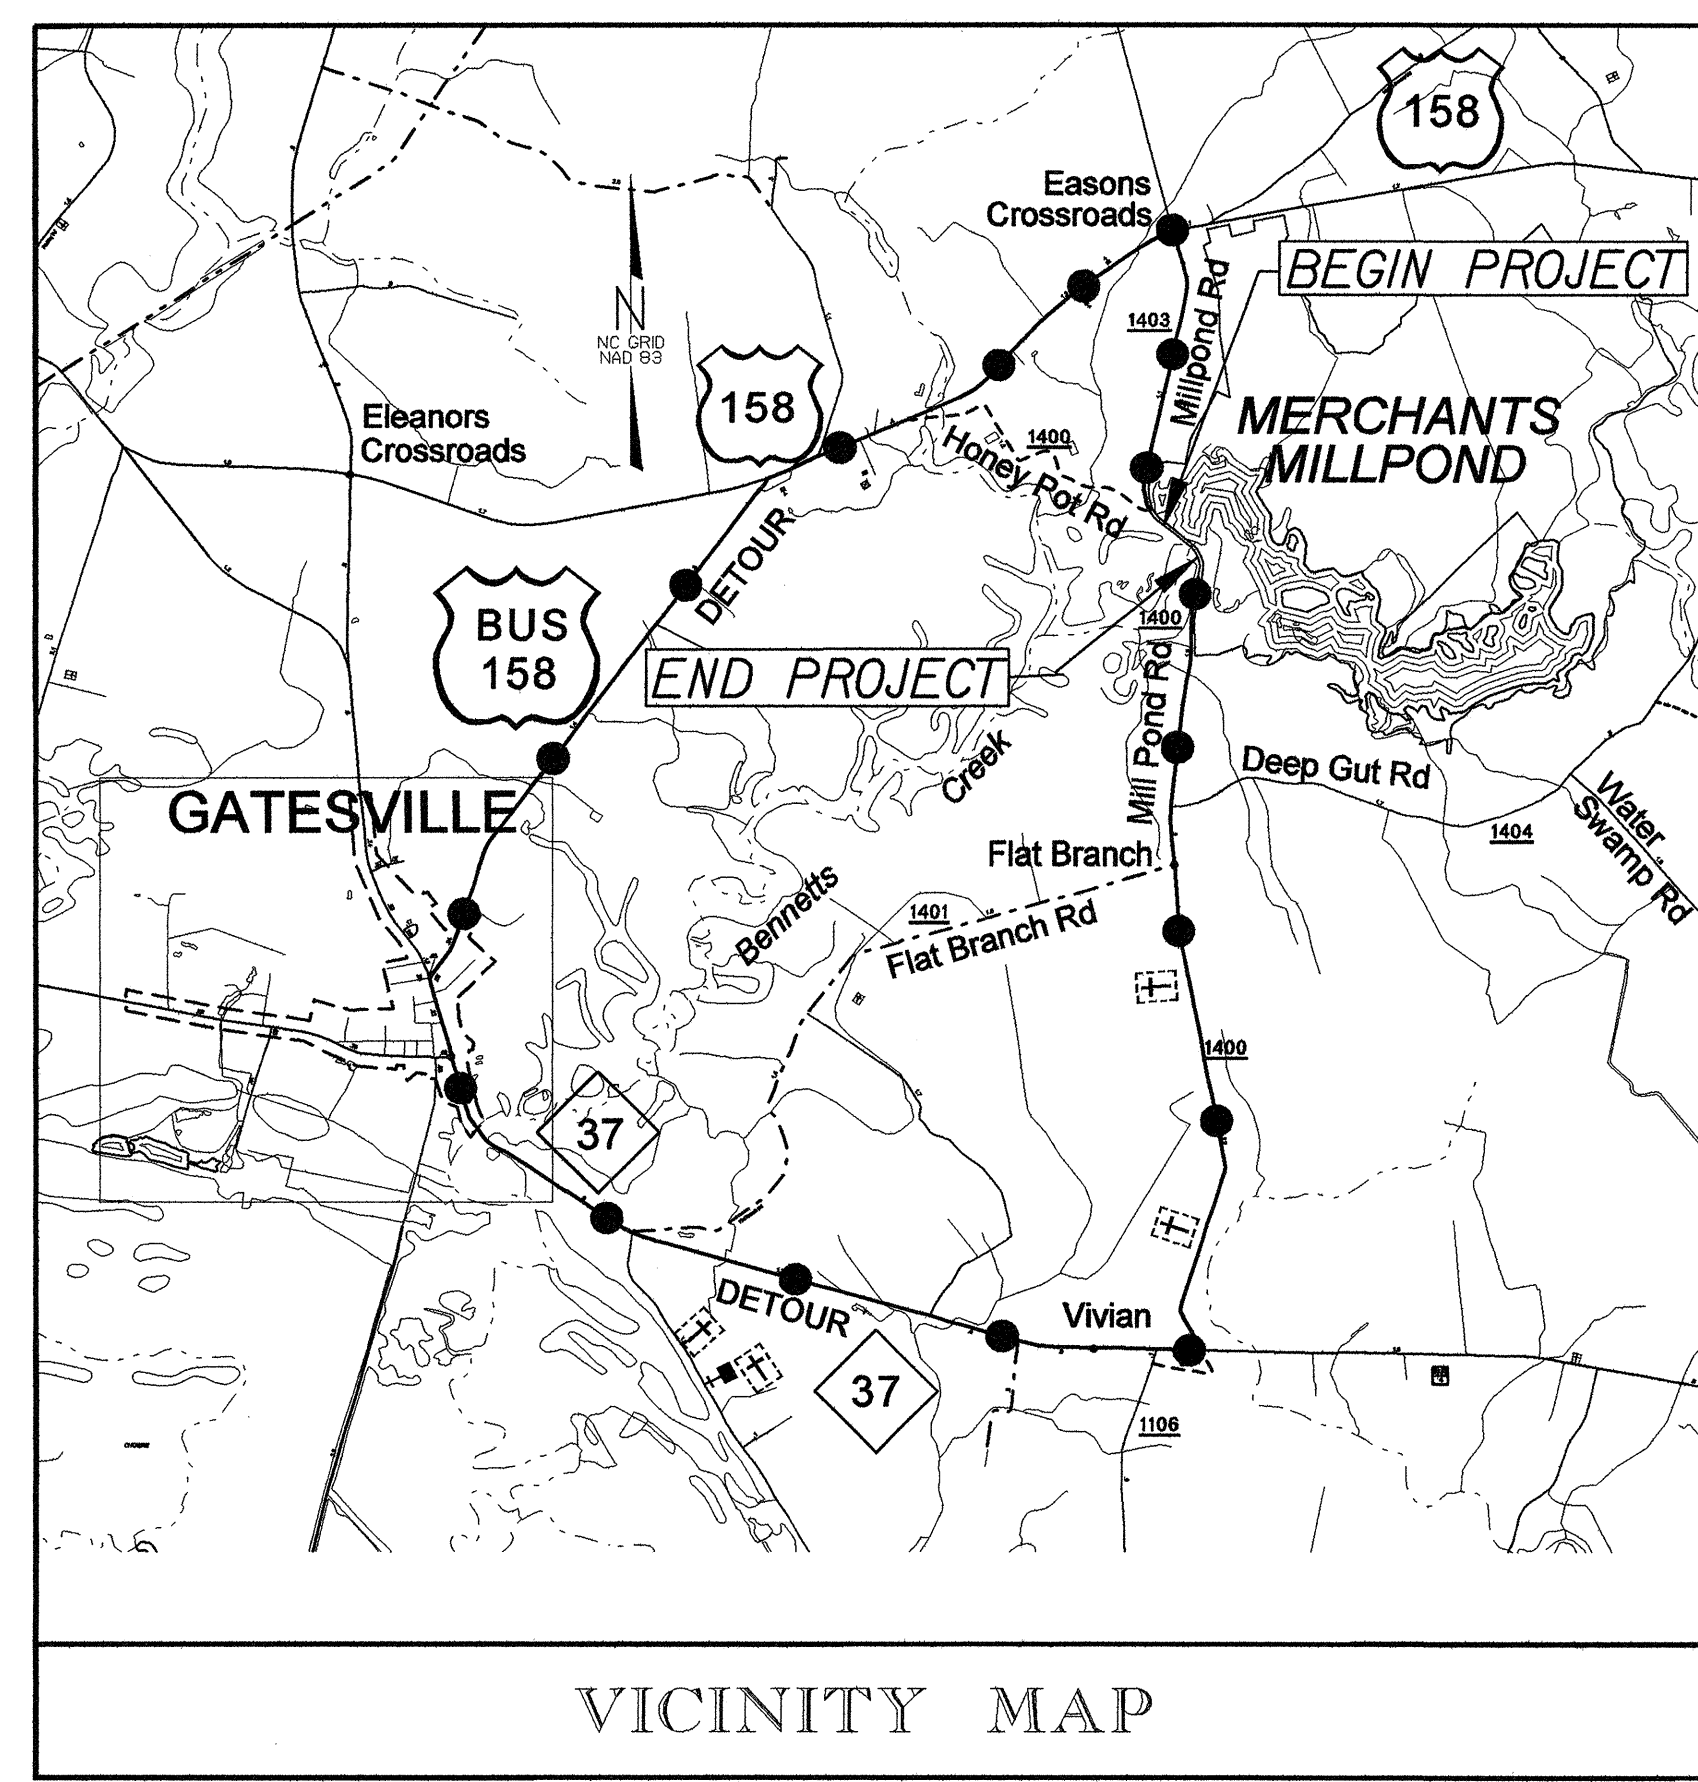 158
Easons
Crossroads
BEGIN PROJECT
N
NC GRID
NAD 83
1403
Millpond Rd
158
Eleanors
Crossroads
1400
Honey Pot Rd
MERCHANTS
MILLPOND
DETOUR
BUS
158
1400
END PROJECT
Mill Pond Rd
Creek
Deep Gut Rd
GATESVILLE
Water
Swamp Rd
1404
Flat Branch
Bennetts
1401
Flat Branch Rd
1400
37
DETOUR
Vivian
37
1106
VICINITY MAP